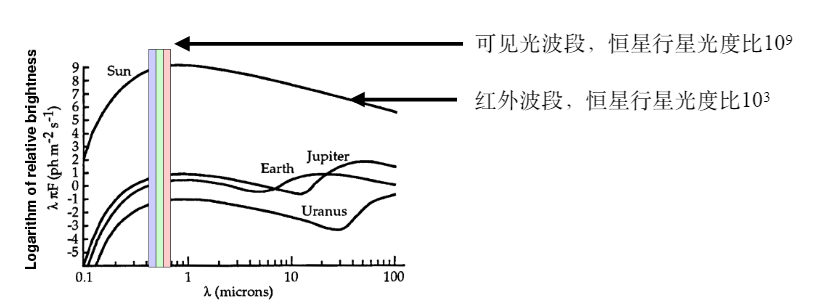 可见光波段，恒星行星光度比10⁹
红外波段，恒星行星光度比10³
Logarithm of relative brightness
λ πF (ph m⁻² s⁻¹)
9
8
7
6
5
4
3
2
1
0
-1
-2
-3
-4
-5
Sun
Earth
Jupiter
Uranus
0.1
1
10
100
λ (microns)